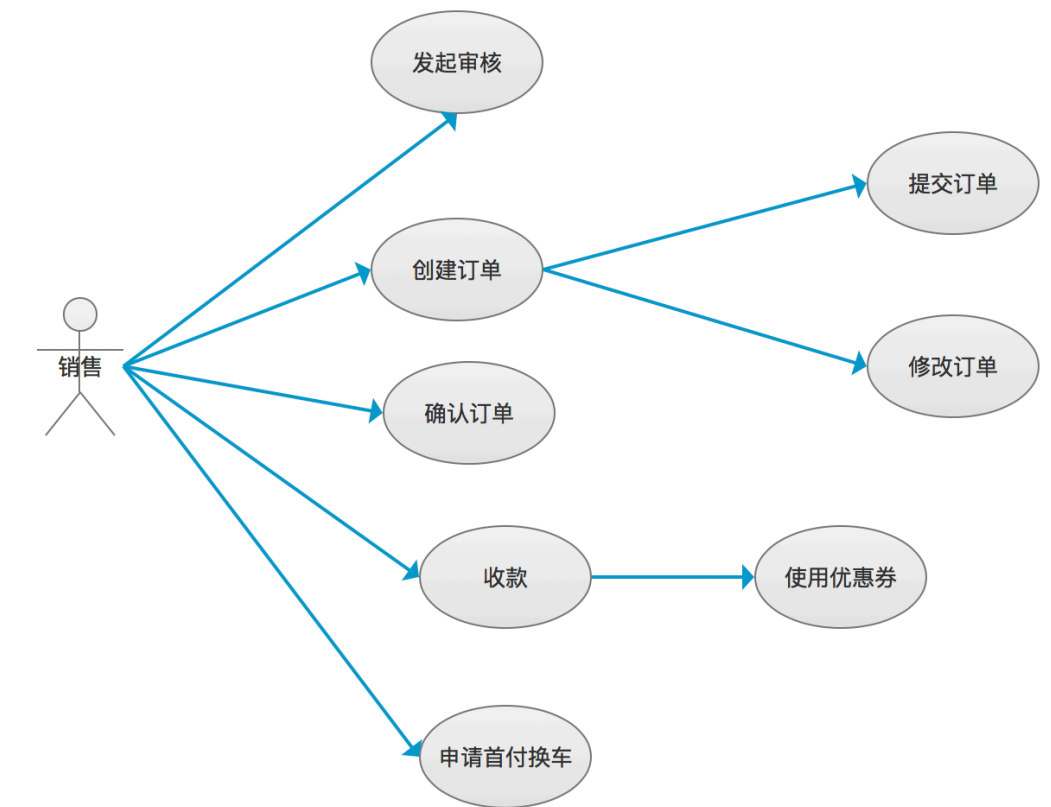 发起审核
提交订单
创建订单
销售
修改订单
确认订单
收款
使用优惠券
申请首付换车